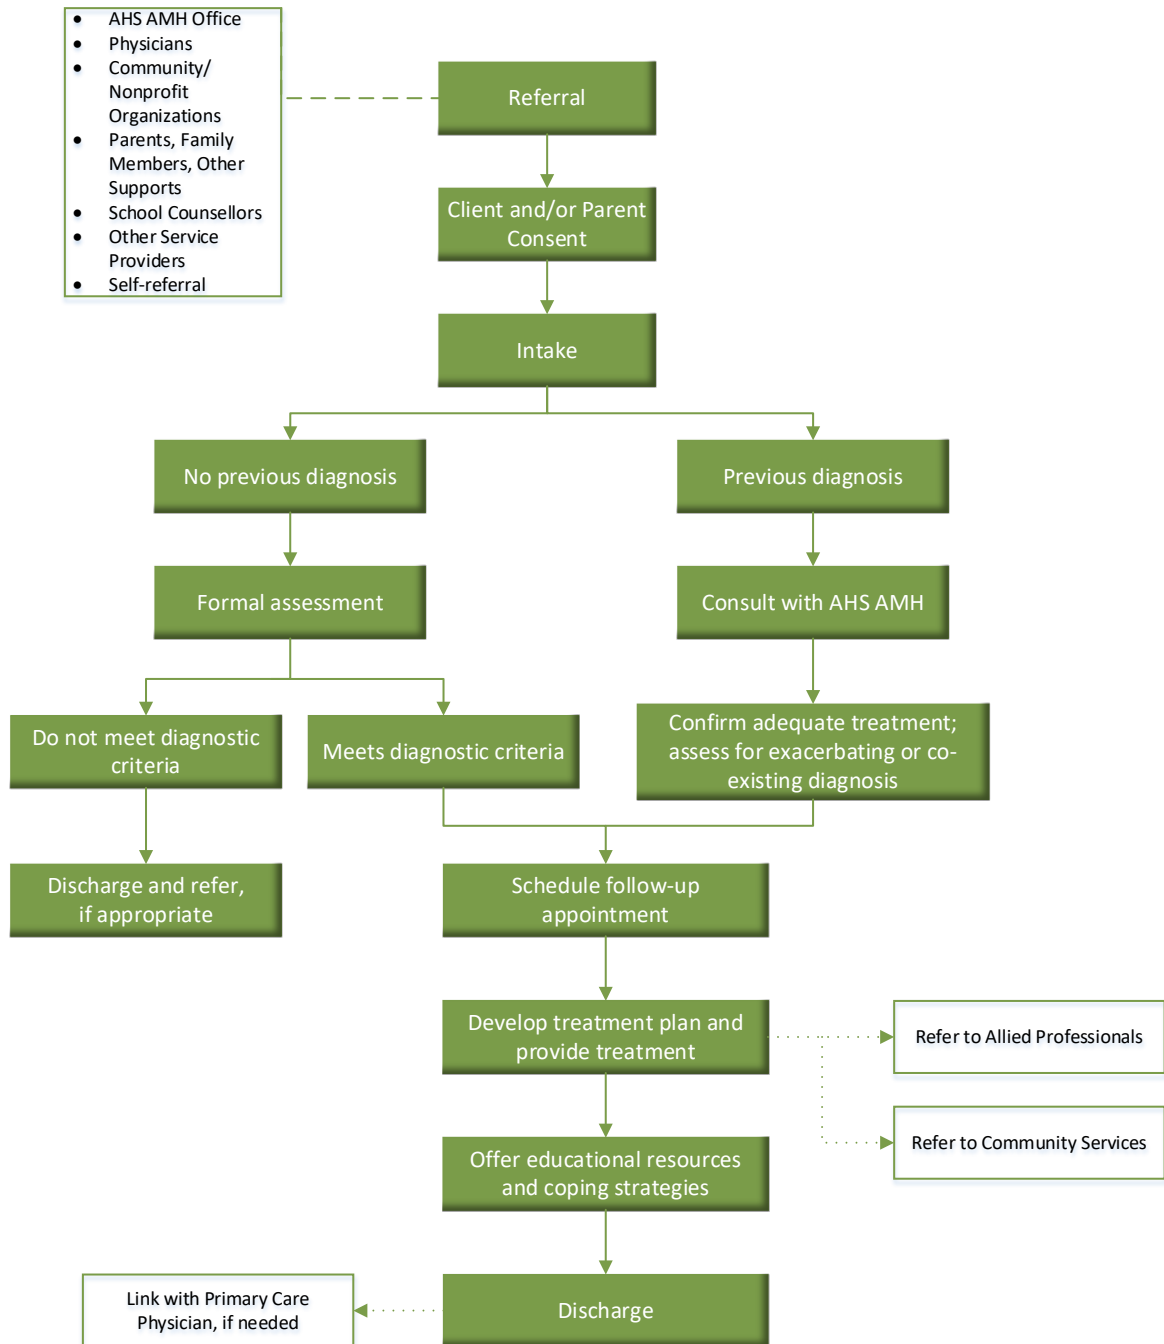 • AHS AMH Office
• Physicians
• Community/
Nonprofit
Organizations
• Parents, Family
Members, Other
Supports
• School Counsellors
• Other Service
Providers
• Self-referral
Referral
Client and/or Parent
Consent
Intake
No previous diagnosis
Previous diagnosis
Formal assessment
Consult with AHS AMH
Do not meet diagnostic
criteria
Meets diagnostic criteria
Confirm adequate treatment;
assess for exacerbating or co-
existing diagnosis
Discharge and refer,
if appropriate
Schedule follow-up
appointment
Develop treatment plan and
provide treatment
Refer to Allied Professionals
Refer to Community Services
Offer educational resources
and coping strategies
Link with Primary Care
Physician, if needed
Discharge